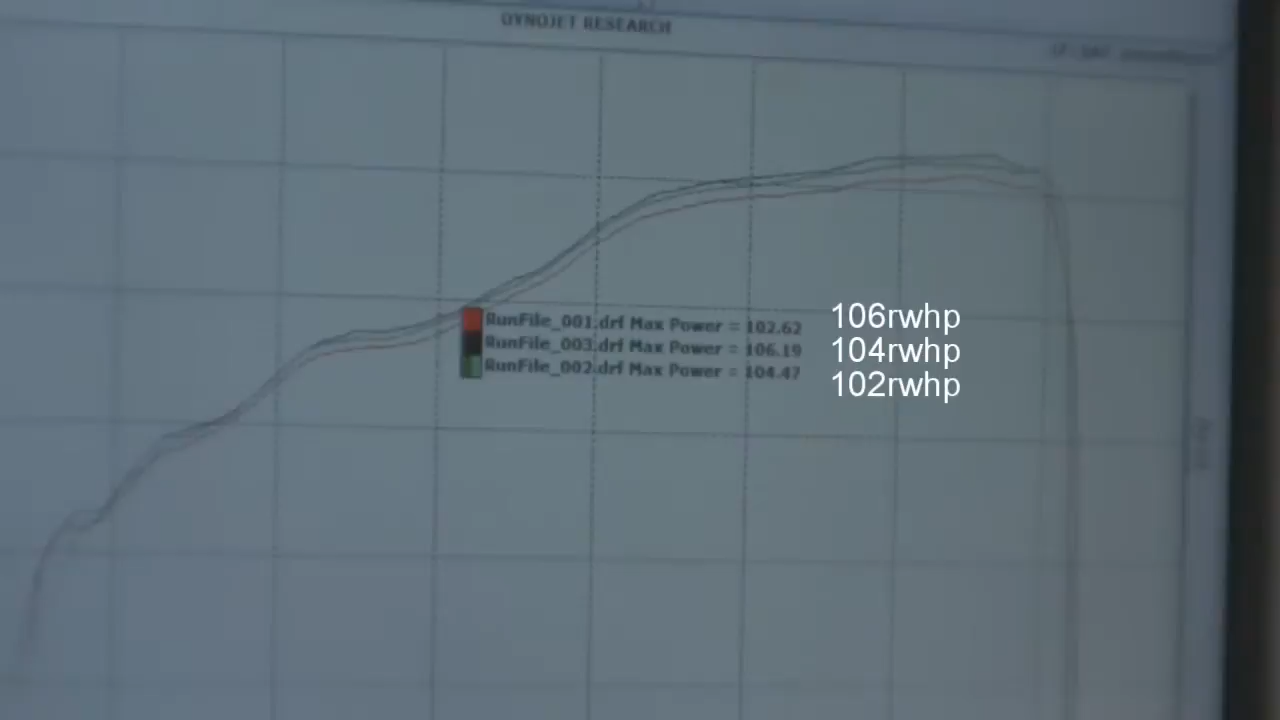 DYNOJET RESEARCH
RunFile_001.drf Max Power = 102.62
RunFile_003.drf Max Power = 106.19
RunFile_002.drf Max Power = 104.47
106rwhp
104rwhp
102rwhp